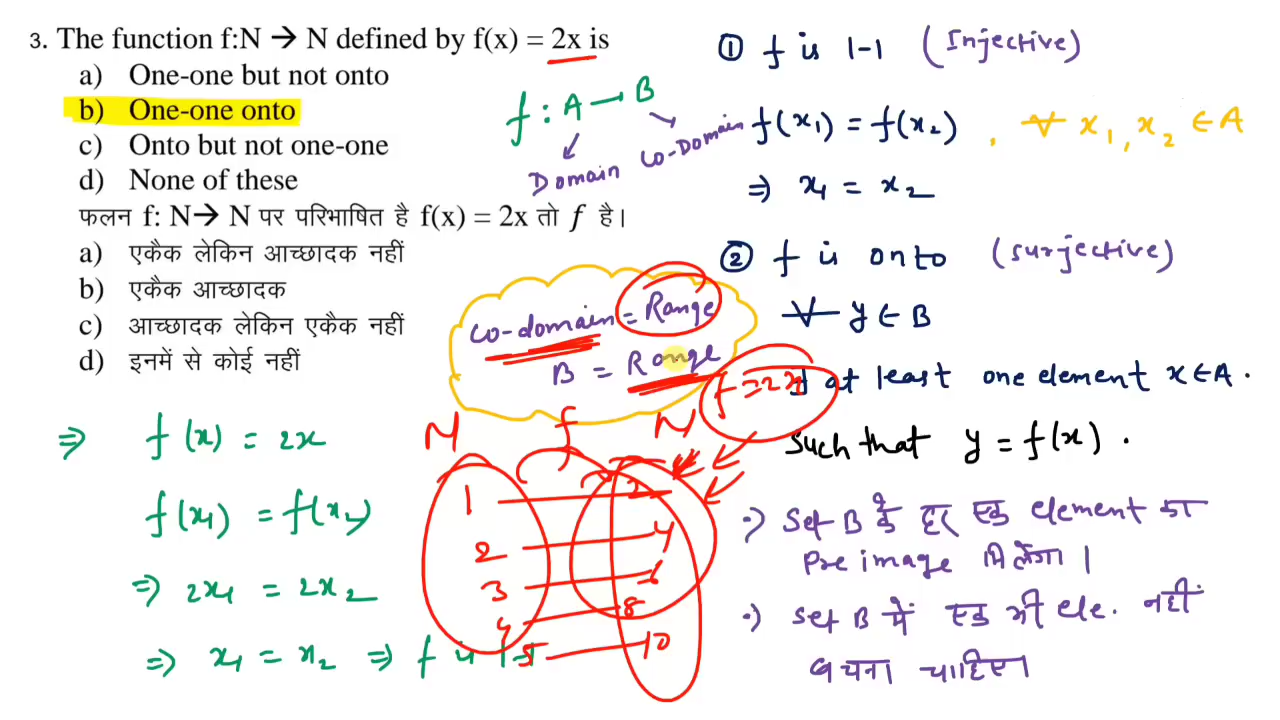 3. The function f:N → N defined by f(x) = 2x is
a) One-one but not onto
b) One-one onto
c) Onto but not one-one
d) None of these
फलन f: N→ N पर परिभाषित है f(x) = 2x तो f है।
a) एकैक लेकिन आच्छादक नहीं
b) एकैक आच्छादक
c) आच्छादक लेकिन एकैक नहीं
d) इनमें से कोई नहीं
f : A → B
Domain
Co-Domain
① f is 1-1 (Injective)
f(x₁) = f(x₂) , ∀ x₁, x₂ ∈ A
⇒ x₁ = x₂
② f is onto (Surjective)
∀ y ∈ B
at least one element x ∈ A.
such that y = f(x) .
Co-domain = Range
B = Range
f = 2x
⇒ f(x) = 2x
f(x₁) = f(x₂)
⇒ 2x₁ = 2x₂
⇒ x₁ = x₂ ⇒ f is
N f N
1 2
2 4
3 6
4 8
5 10
Set B के हर एक element का
Pre image मिलेगा ।
Set B में एक भी ele. नहीं
बचना चाहिए।